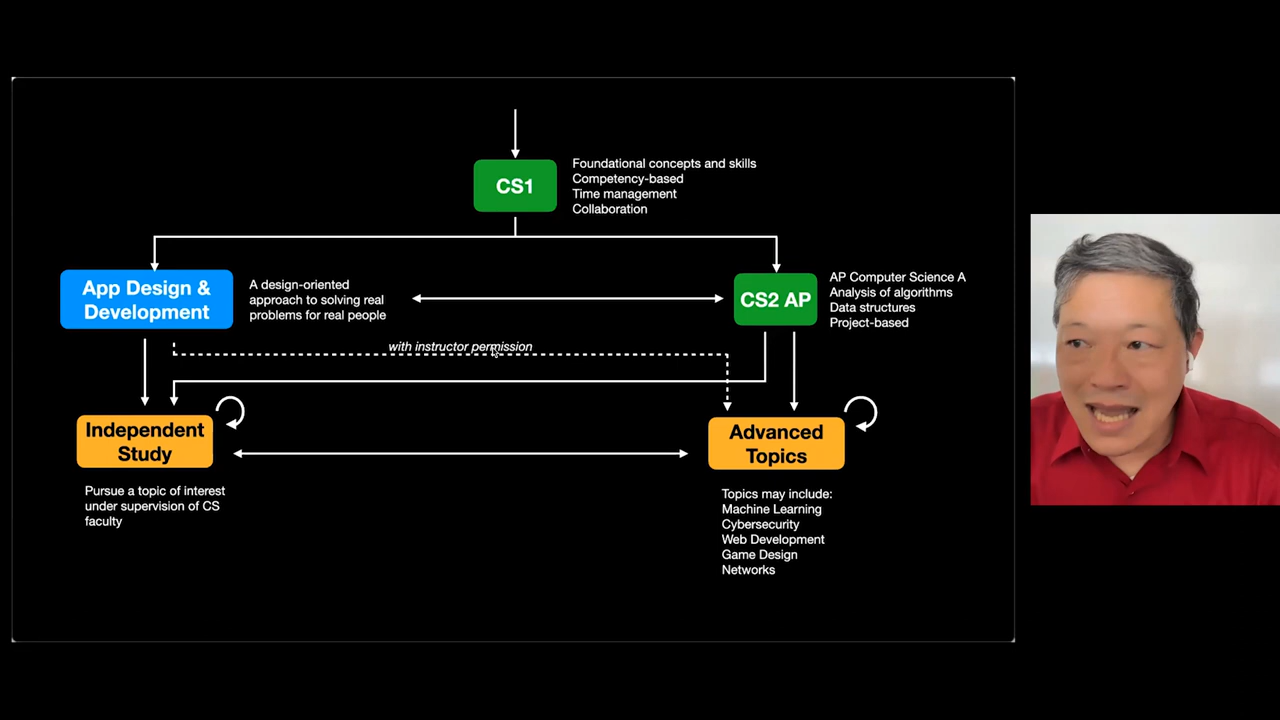 CS1
Foundational concepts and skills
Competency-based
Time management
Collaboration
App Design &
Development
A design-oriented
approach to solving real
problems for real people
CS2 AP
AP Computer Science A
Analysis of algorithms
Data structures
Project-based
with instructor permission
Independent
Study
Pursue a topic of interest
under supervision of CS
faculty
Advanced
Topics
Topics may include:
Machine Learning
Cybersecurity
Web Development
Game Design
Networks